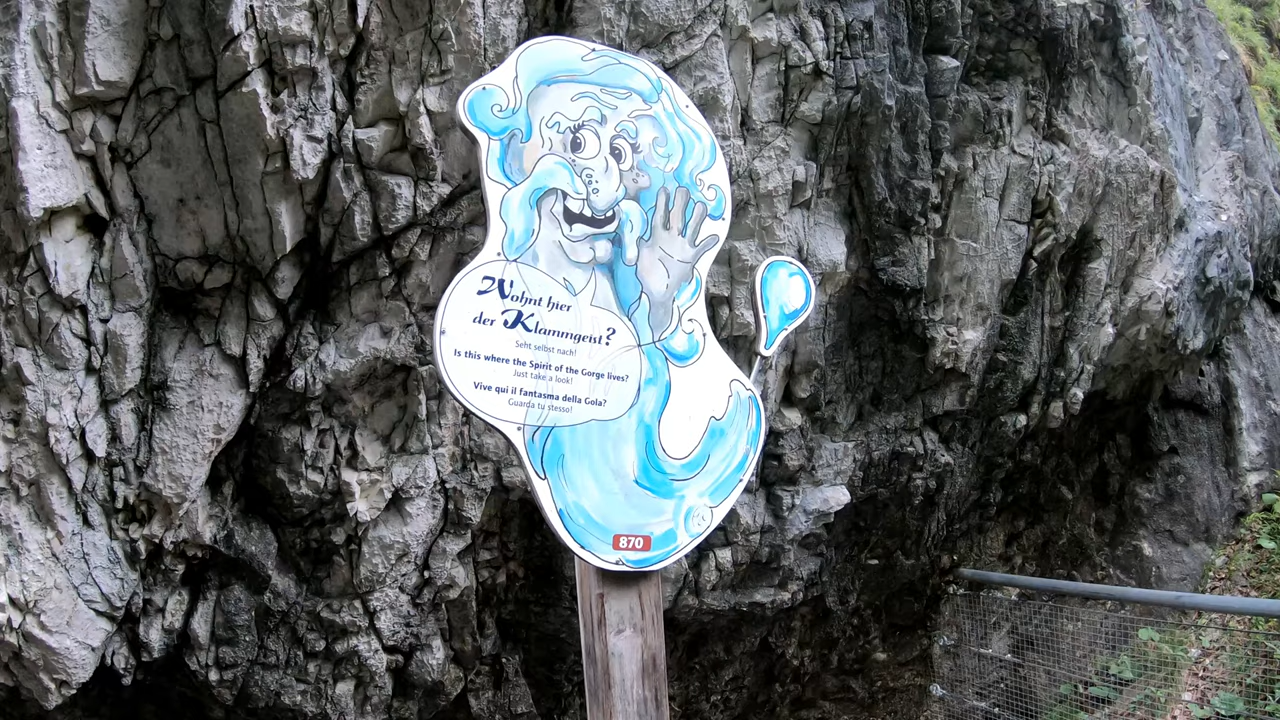 Wohnt hier
der Klammgeist?
Seht selbst nach!
Is this where the Spirit of the Gorge lives?
Just take a look!
Vive qui il fantasma della Gola?
Guarda tu stesso!
870